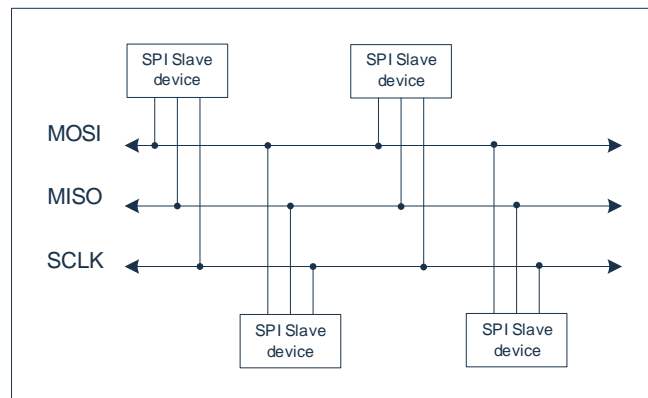 SPI Slave
device
SPI Slave
device
MOSI
MISO
SCLK
SPI Slave
device
SPI Slave
device